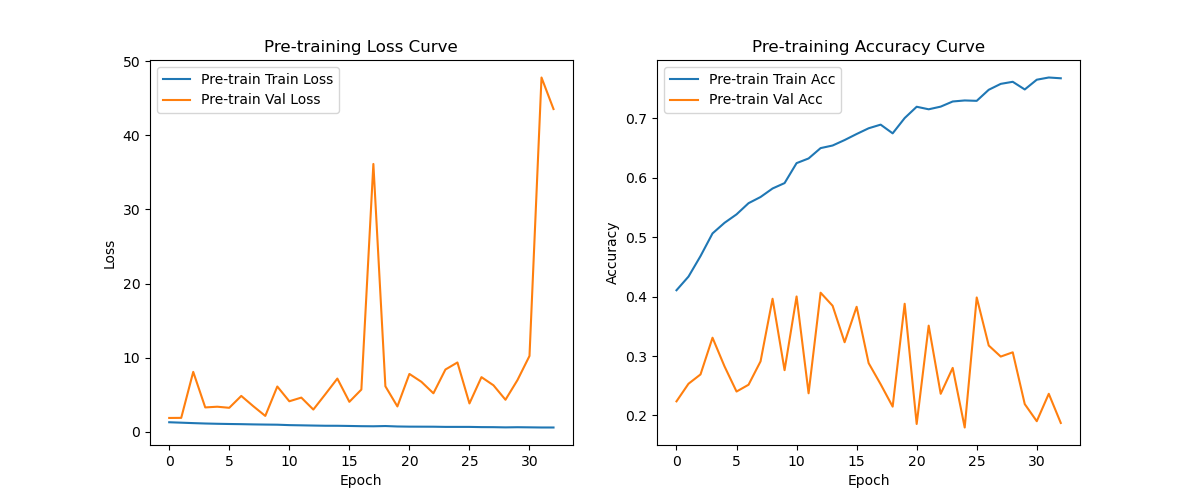 Pre-training Loss Curve
Pre-train Train Loss
Pre-train Val Loss
50
40
30
20
10
0
Loss
0 5 10 15 20 25 30
Epoch
Pre-training Accuracy Curve
Pre-train Train Acc
Pre-train Val Acc
0.7
0.6
0.5
0.4
0.3
0.2
Accuracy
0 5 10 15 20 25 30
Epoch